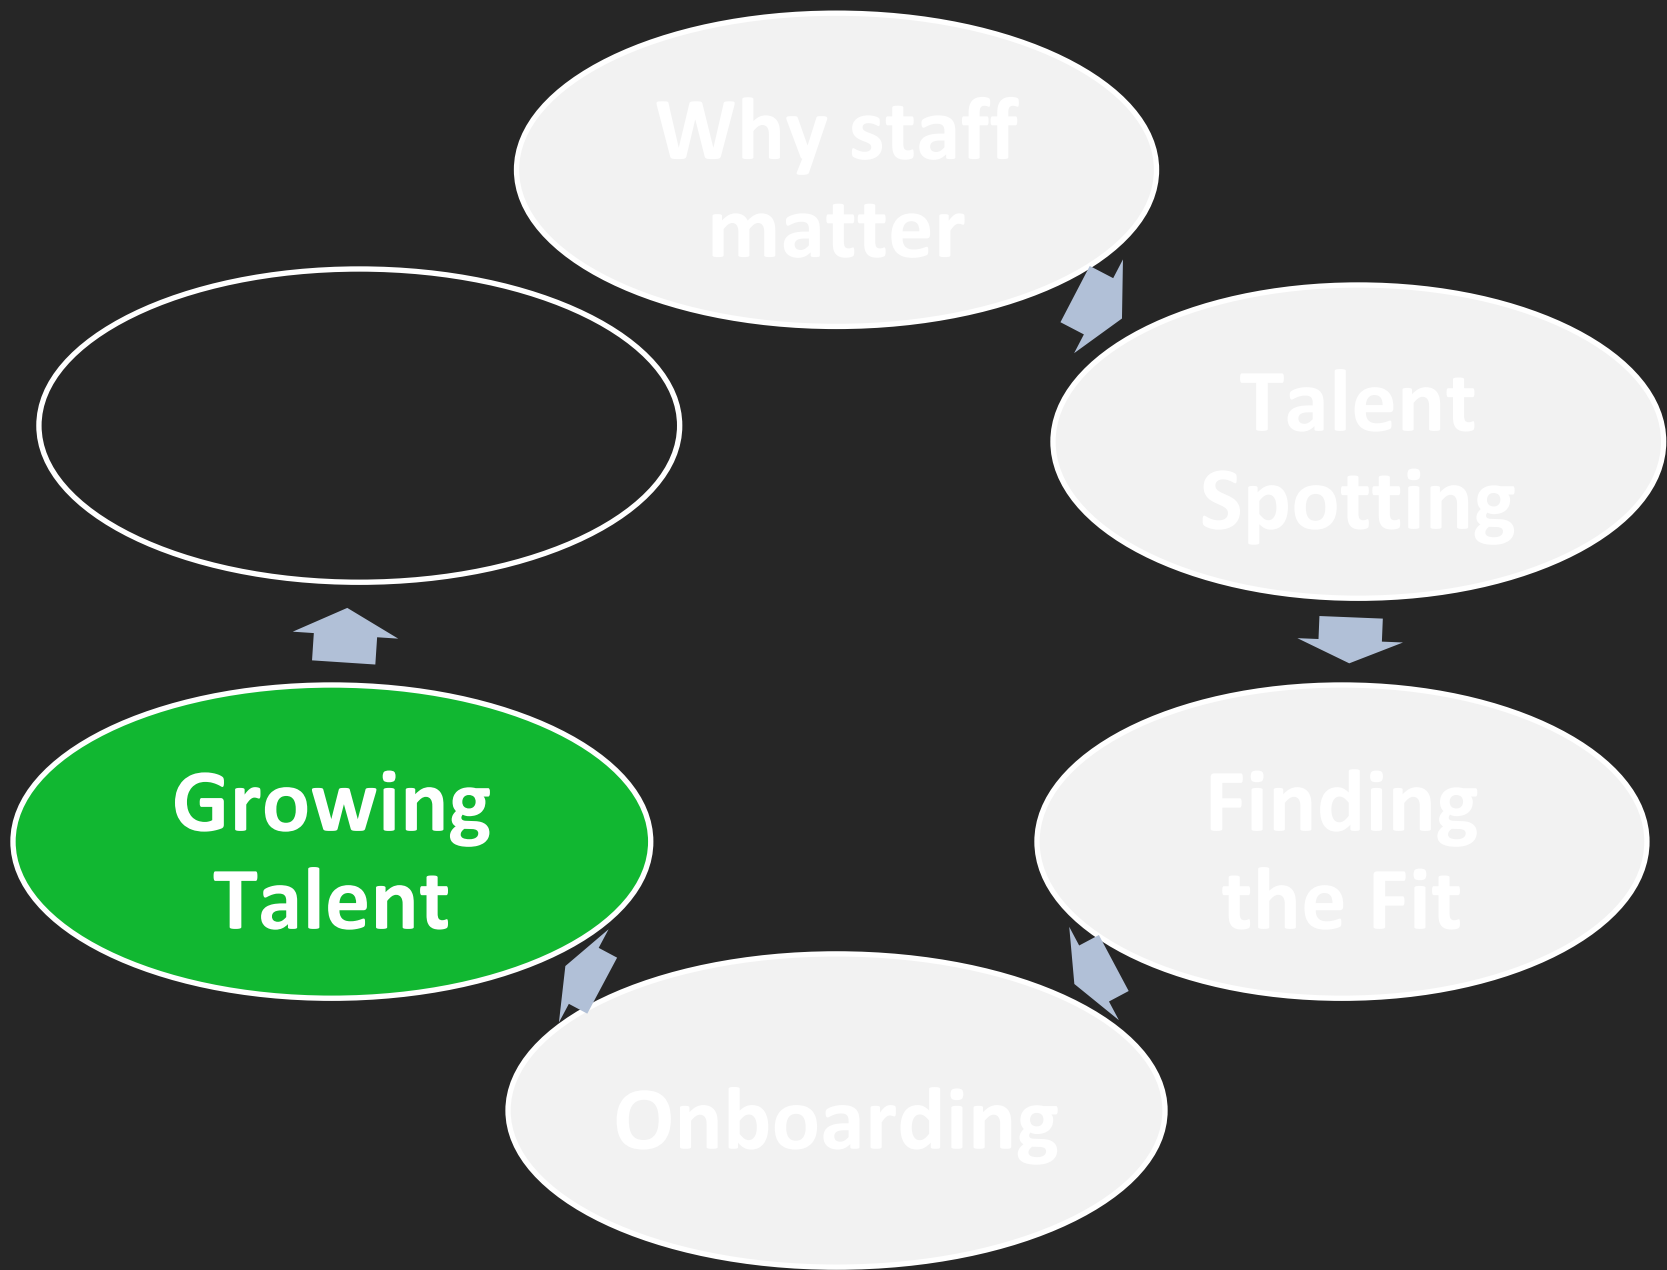 Why staff
matter
Talent
Spotting
Finding
the Fit
Onboarding
Growing
Talent